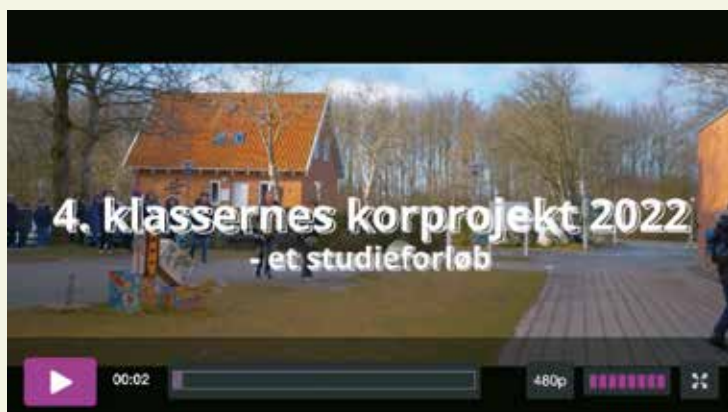 4. klassernes korprojekt 2022
- et studieforløb
00:02
480p